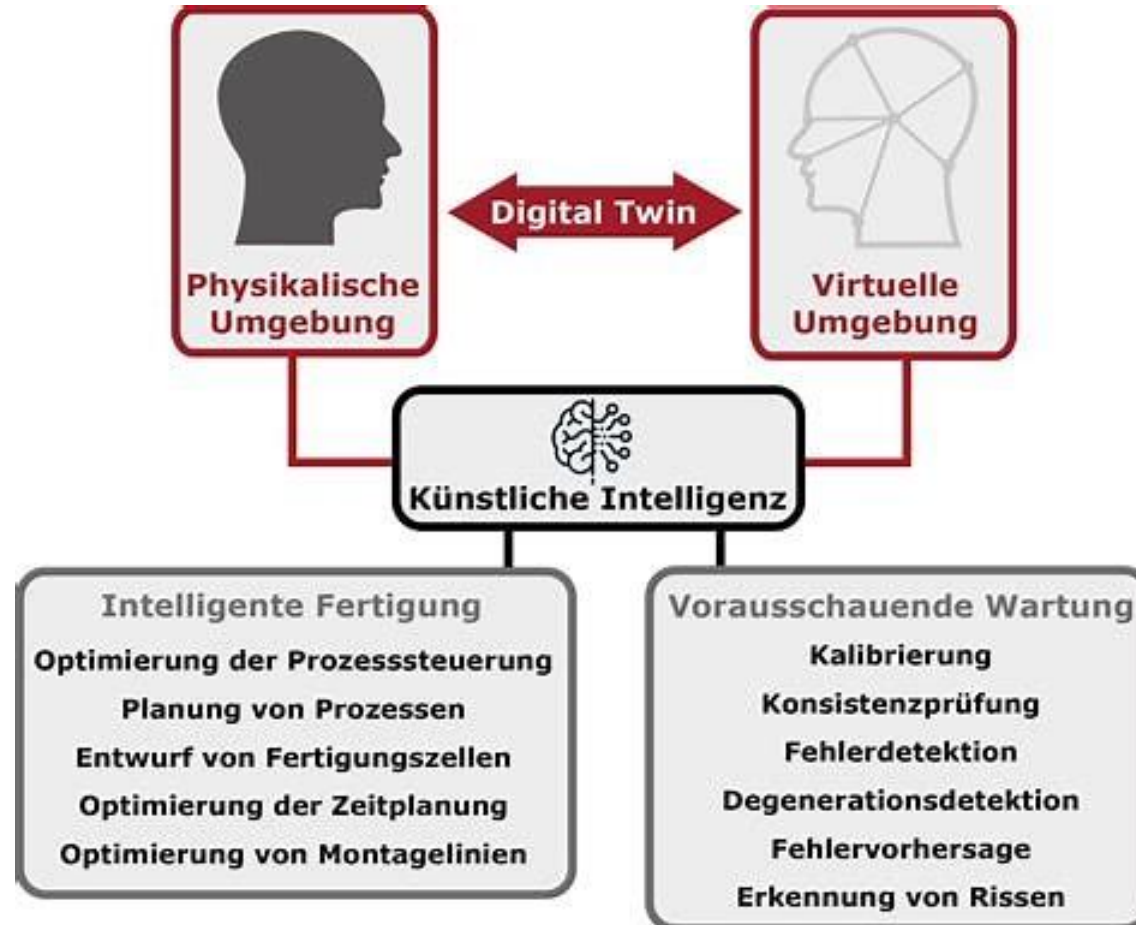 Digital Twin
Physikalische
Umgebung
Virtuelle
Umgebung
Künstliche Intelligenz
Intelligente Fertigung
Optimierung der Prozesssteuerung
Planung von Prozessen
Entwurf von Fertigungszellen
Optimierung der Zeitplanung
Optimierung von Montagelinien
Vorausschauende Wartung
Kalibrierung
Konsistenzprüfung
Fehlerdetektion
Degenerationsdetektion
Fehlervorhersage
Erkennung von Rissen